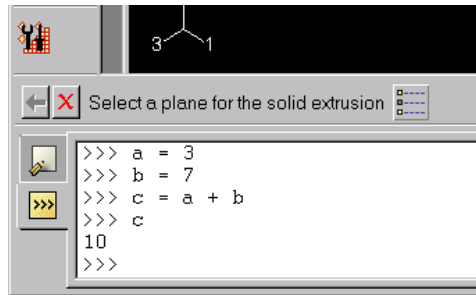 3 1
Select a plane for the solid extrusion
>>> a = 3
>>> b = 7
>>> c = a + b
>>> c
10
>>>
>>>